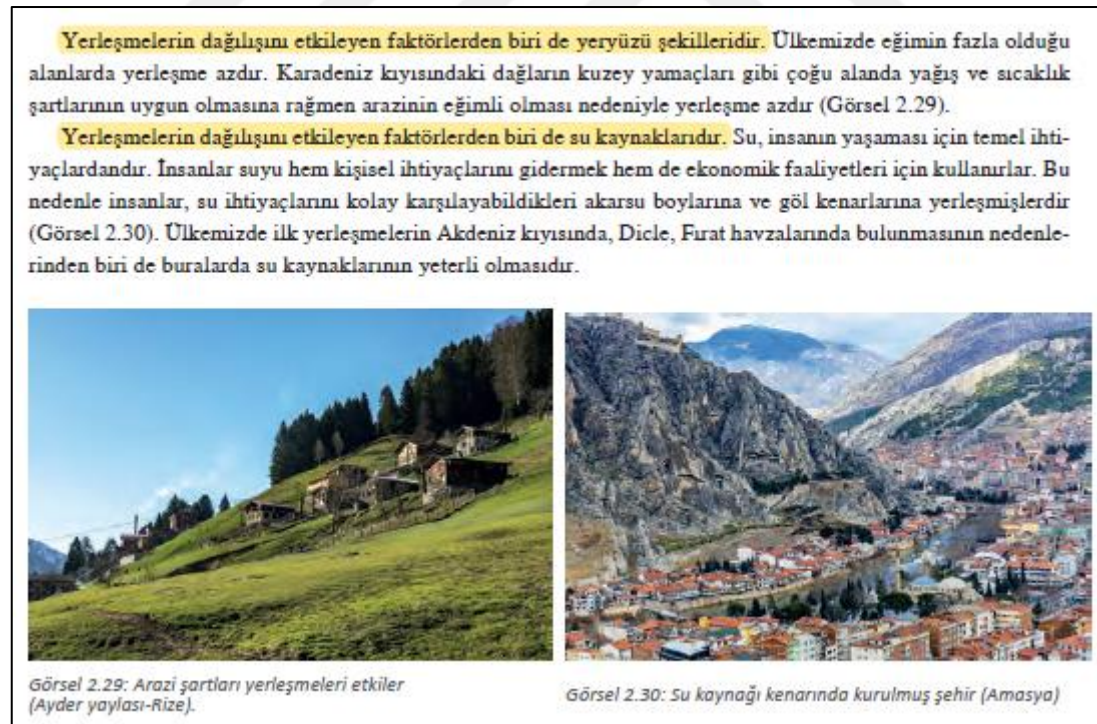 Yerleşmelerin dağılışını etkileyen faktörlerden biri de yeryüzü şekilleridir. Ülkemizde eğimin fazla olduğu
alanlarda yerleşme azdır. Karadeniz kıyısındaki dağların kuzey yamaçları gibi çoğu alanda yağış ve sıcaklık
şartlarının uygun olmasına rağmen arazinin eğimli olması nedeniyle yerleşme azdır (Görsel 2.29).
Yerleşmelerin dağılışını etkileyen faktörlerden biri de su kaynaklarıdır. Su, insanın yaşaması için temel ihti-
yaçlardandır. İnsanlar suyu hem kişisel ihtiyaçlarını gidermek hem de ekonomik faaliyetleri için kullanırlar. Bu
nedenle insanlar, su ihtiyaçlarını kolay karşılayabildikleri akarsu boylarına ve göl kenarlarına yerleşmişlerdir
(Görsel 2.30). Ülkemizde ilk yerleşmelerin Akdeniz kıyısında, Dicle, Fırat havzalarında bulunmasının nedenle-
rinden biri de buralarda su kaynaklarının yeterli olmasıdır.
Görsel 2.29: Arazi şartları yerleşmeleri etkiler
(Ayder yaylası-Rize).
Görsel 2.30: Su kaynağı kenarında kurulmuş şehir (Amasya)